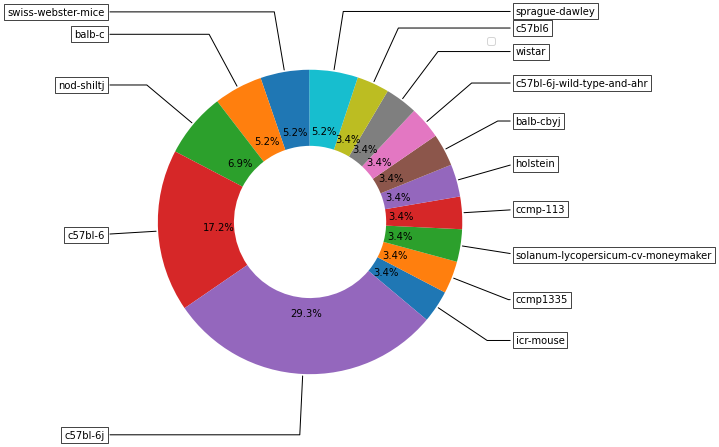 swiss-webster-mice
sprague-dawley
c57bl6
balb-c
wistar
nod-shiltj
c57bl-6j-wild-type-and-ahr
balb-cbyj
holstein
ccmp-113
c57bl-6
solanum-lycopersicum-cv-moneymaker
ccmp1335
icr-mouse
c57bl-6j
5.2%
5.2%
5.2%
3.4%
3.4%
6.9%
3.4%
3.4%
3.4%
17.2%
3.4%
3.4%
3.4%
3.4%
29.3%